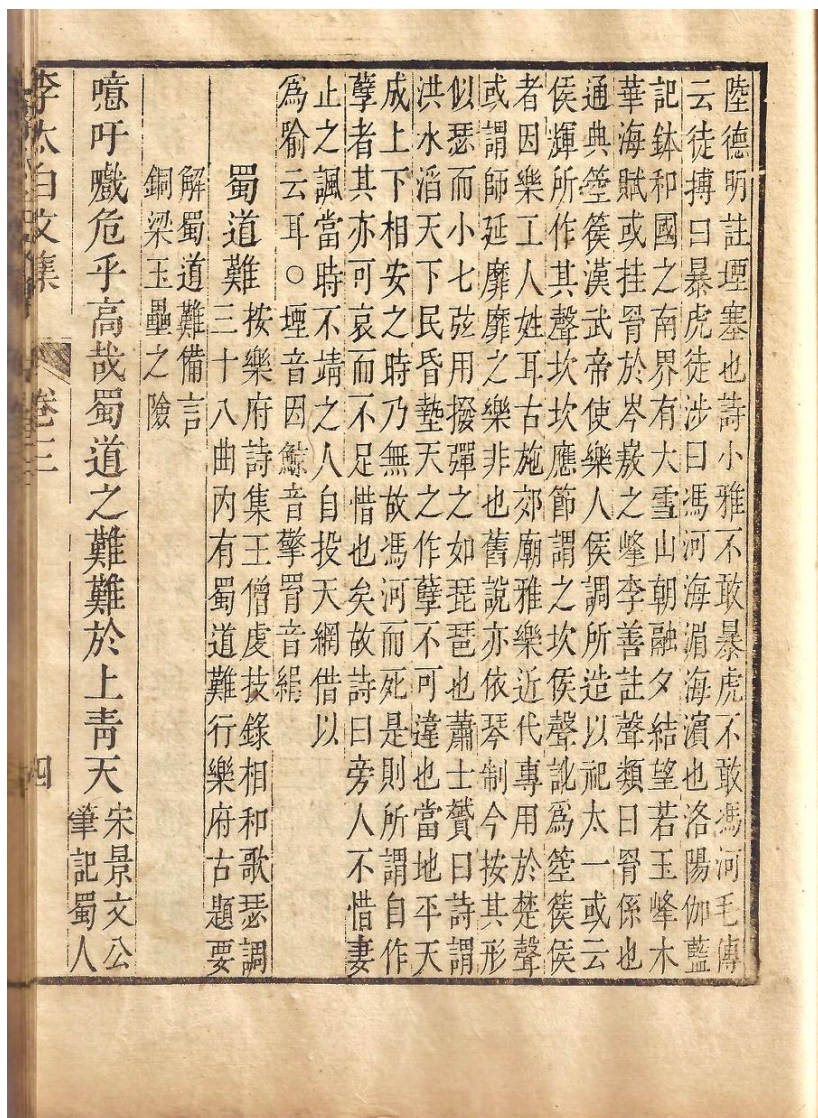 陸德明註堙塞也詩小雅不敢暴虎不敢馮河毛傳
云徒搏曰暴虎徒涉曰馮河海湄海濱也洛陽伽藍
記鉢和國之南界有大雪山朝融夕結望若玉峰木
華海賦或挂罥於岑嶅之峰李善註聲類曰罥係也
通典箜篌漢武帝使樂人侯調所造以祀太一或云
侯輝所作其聲坎坎應節謂之坎侯聲訛爲箜篌侯
者因樂工人姓耳古施郊廟雅樂近代專用於楚聲
或謂師延靡靡之樂非也舊說亦依琴制今按其形
似瑟而小七弦用撥彈之如琵琶也蕭士贇曰詩謂
洪水滔天下民昏墊天之作孽不可違也當地平天
成上下相安之時乃無故馮河而死是則所謂自作
孽者其亦可哀而不足惜也矣故詩曰旁人不惜妻
止之諷當時不靖之人自投天網借以
爲喻云耳○堙音因鯨音擎罥音絹
蜀道難
按樂府詩集王僧虔技錄相和歌瑟調
三十八曲內有蜀道難行樂府古題要
解蜀道難備言
銅梁玉壘之險
噫吁嚱危乎高哉蜀道之難難於上青天
宋景文公
筆記蜀人
李太白文集
卷三
四